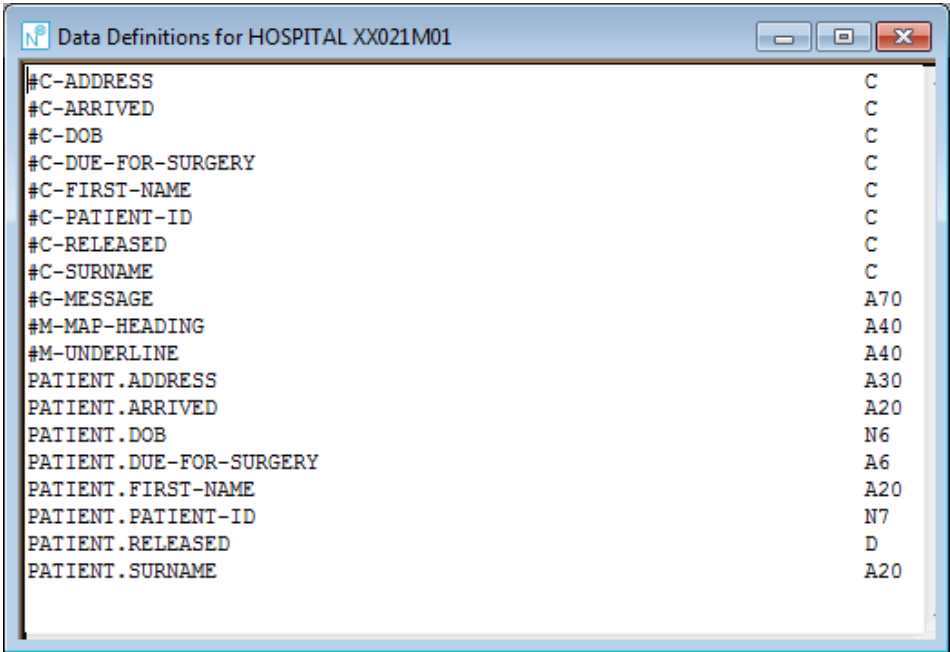 Data Definitions for HOSPITAL XX021M01
#C-ADDRESS C
#C-ARRIVED C
#C-DOB C
#C-DUE-FOR-SURGERY C
#C-FIRST-NAME C
#C-PATIENT-ID C
#C-RELEASED C
#C-SURNAME C
#G-MESSAGE A70
#M-MAP-HEADING A40
#M-UNDERLINE A40
PATIENT.ADDRESS A30
PATIENT.ARRIVED A20
PATIENT.DOB N6
PATIENT.DUE-FOR-SURGERY A6
PATIENT.FIRST-NAME A20
PATIENT.PATIENT-ID N7
PATIENT.RELEASED D
PATIENT.SURNAME A20